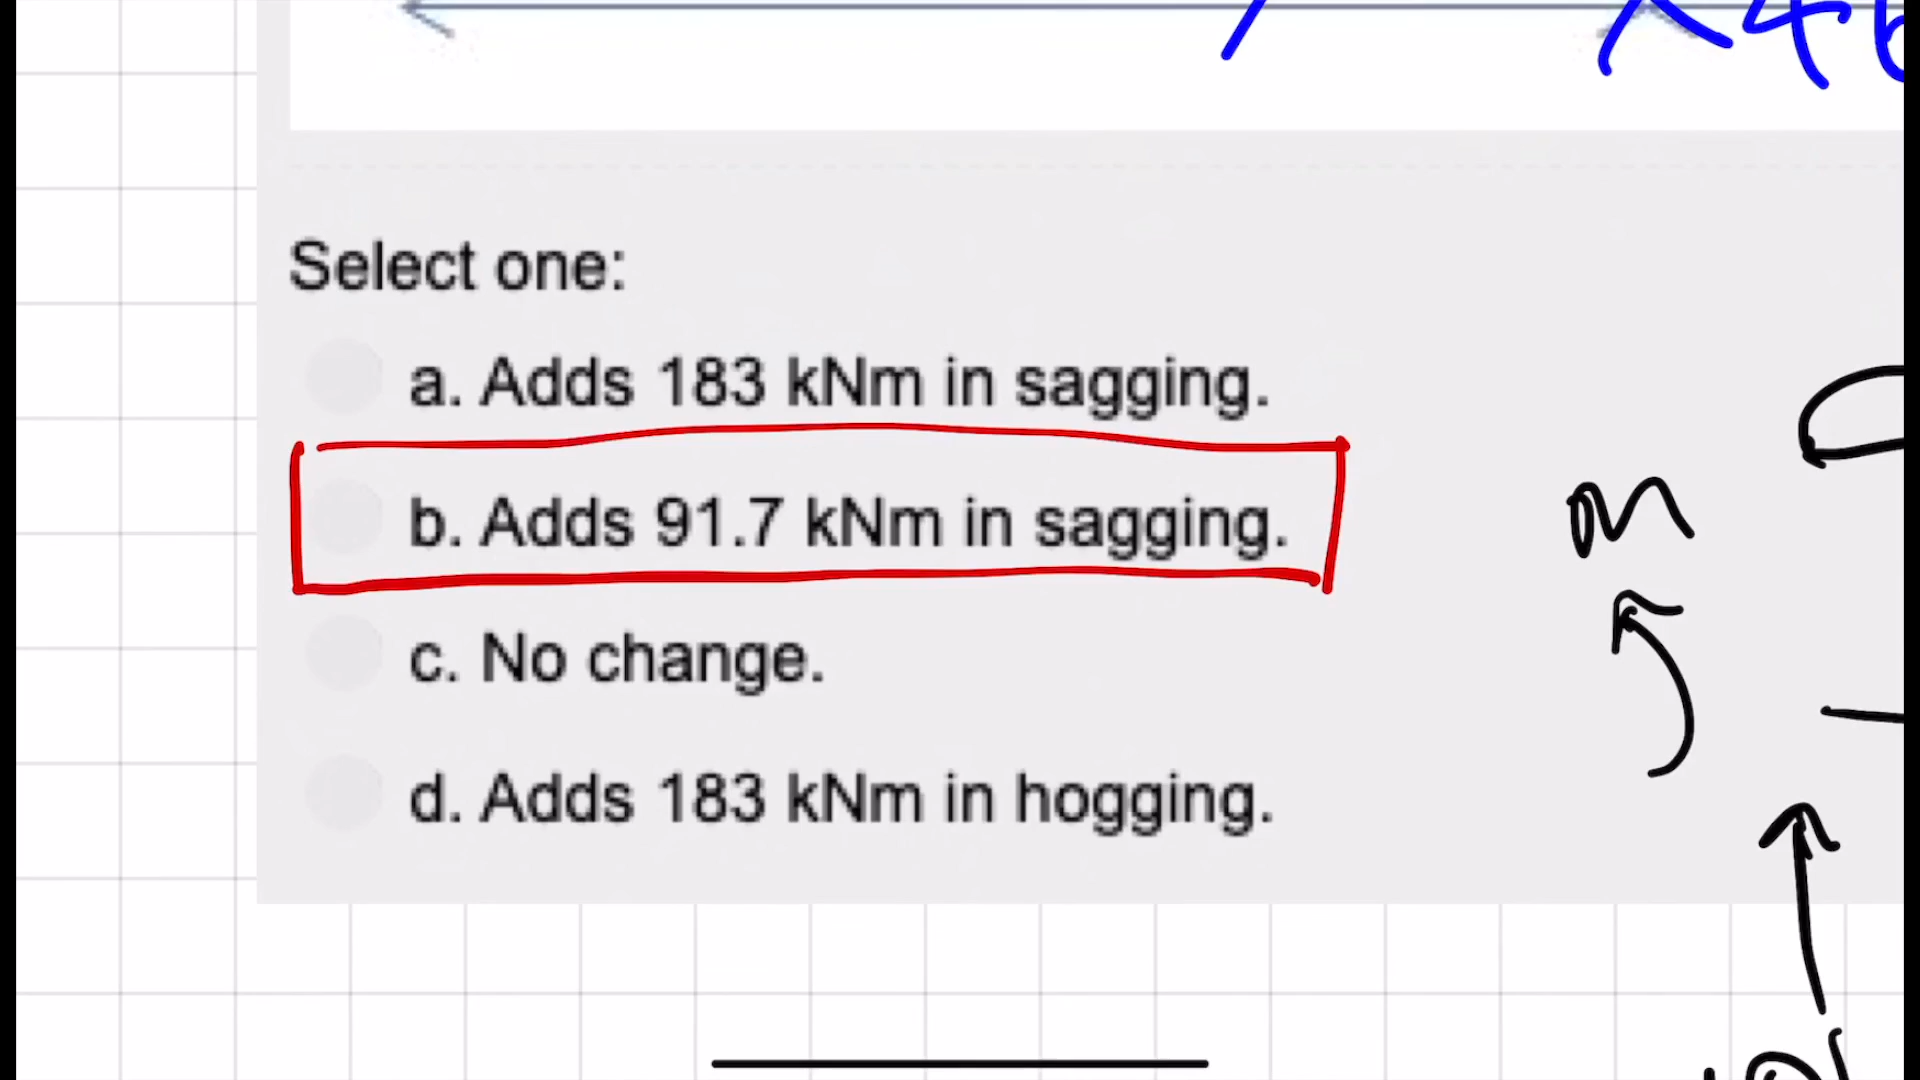 Select one:
a. Adds 183 kNm in sagging.
b. Adds 91.7 kNm in sagging.
c. No change.
d. Adds 183 kNm in hogging.
M